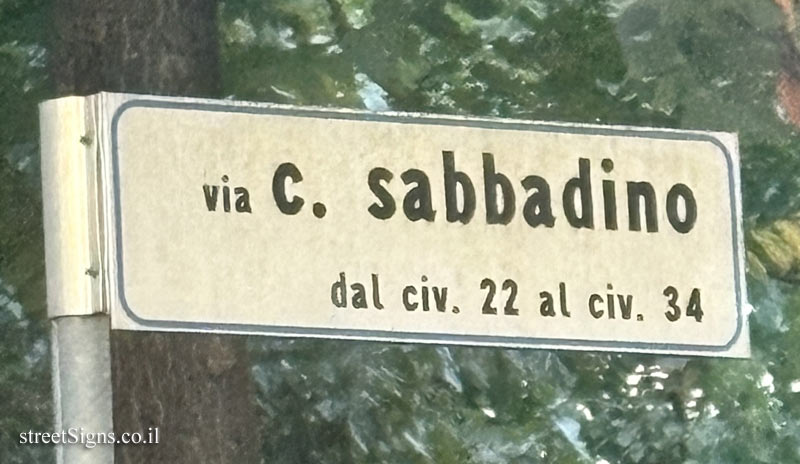 via c. sabbadino
dal civ. 22 al civ. 34
streetSigns.co.il